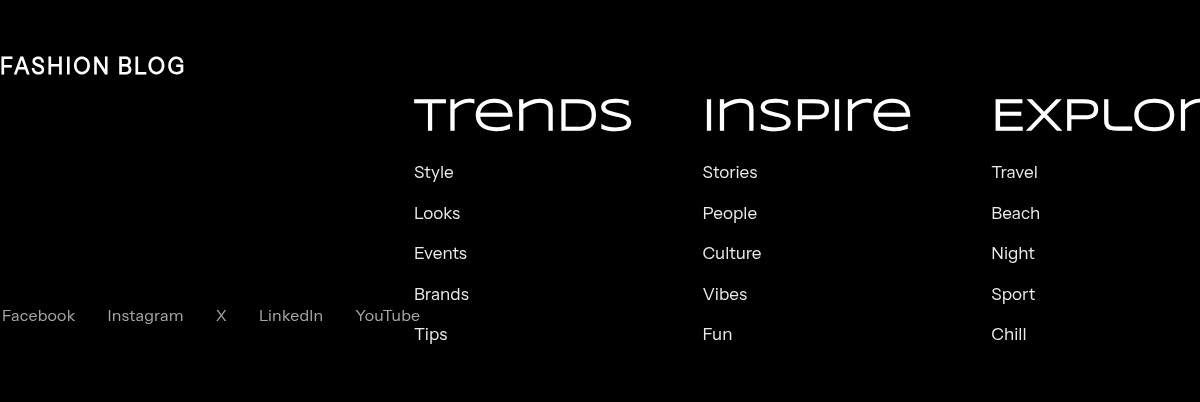 FASHION BLOG
Facebook Instagram X LinkedIn YouTube
Trends
Style
Looks
Events
Brands
Tips
Inspire
Stories
People
Culture
Vibes
Fun
Explor
Travel
Beach
Night
Sport
Chill